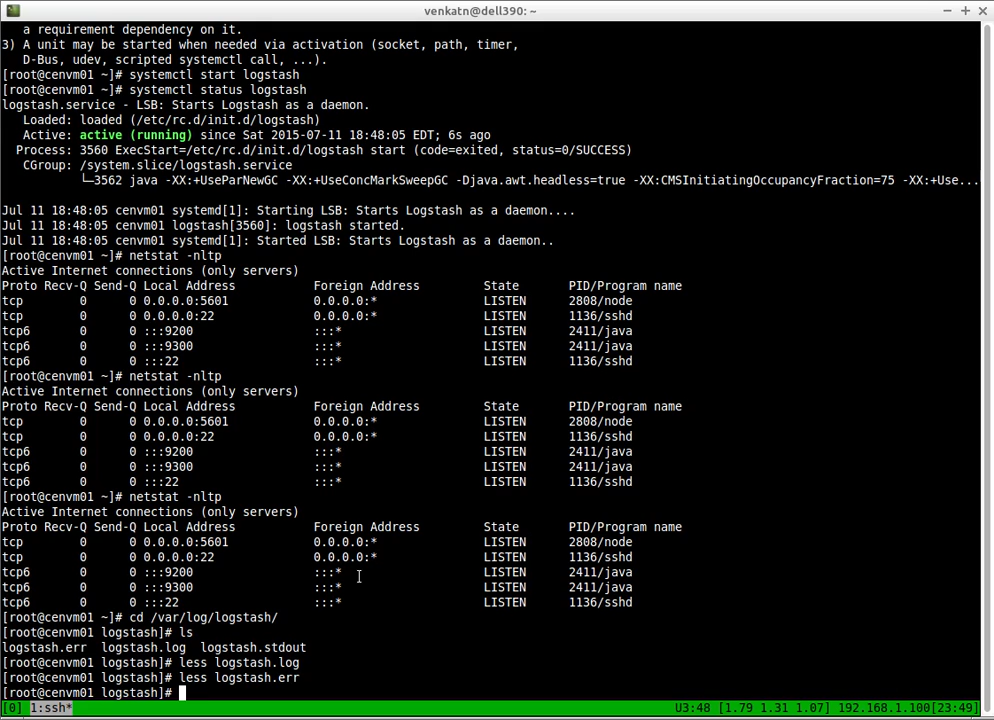 venkatn@dell390: ~
a requirement dependency on it.
3) A unit may be started when needed via activation (socket, path, timer,
D-Bus, udev, scripted systemctl call, ...).
[root@cenvm01 ~]# systemctl start logstash
[root@cenvm01 ~]# systemctl status logstash
logstash.service - LSB: Starts Logstash as a daemon.
Loaded: loaded (/etc/rc.d/init.d/logstash)
Active: active (running) since Sat 2015-07-11 18:48:05 EDT; 6s ago
Process: 3560 ExecStart=/etc/rc.d/init.d/logstash start (code=exited, status=0/SUCCESS)
CGroup: /system.slice/logstash.service
└─3562 java -XX:+UseParNewGC -XX:+UseConcMarkSweepGC -Djava.awt.headless=true -XX:CMSInitiatingOccupancyFraction=75 -XX:+Use...
Jul 11 18:48:05 cenvm01 systemd[1]: Starting LSB: Starts Logstash as a daemon....
Jul 11 18:48:05 cenvm01 logstash[3560]: logstash started.
Jul 11 18:48:05 cenvm01 systemd[1]: Started LSB: Starts Logstash as a daemon..
[root@cenvm01 ~]# netstat -nltp
Active Internet connections (only servers)
Proto Recv-Q Send-Q Local Address           Foreign Address         State       PID/Program name
tcp        0      0 0.0.0.0:5601            0.0.0.0:*               LISTEN      2808/node
tcp        0      0 0.0.0.0:22              0.0.0.0:*               LISTEN      1136/sshd
tcp6       0      0 :::9200                 :::*                    LISTEN      2411/java
tcp6       0      0 :::9300                 :::*                    LISTEN      2411/java
tcp6       0      0 :::22                   :::*                    LISTEN      1136/sshd
[root@cenvm01 ~]# netstat -nltp
Active Internet connections (only servers)
Proto Recv-Q Send-Q Local Address           Foreign Address         State       PID/Program name
tcp        0      0 0.0.0.0:5601            0.0.0.0:*               LISTEN      2808/node
tcp        0      0 0.0.0.0:22              0.0.0.0:*               LISTEN      1136/sshd
tcp6       0      0 :::9200                 :::*                    LISTEN      2411/java
tcp6       0      0 :::9300                 :::*                    LISTEN      2411/java
tcp6       0      0 :::22                   :::*                    LISTEN      1136/sshd
[root@cenvm01 ~]# netstat -nltp
Active Internet connections (only servers)
Proto Recv-Q Send-Q Local Address           Foreign Address         State       PID/Program name
tcp        0      0 0.0.0.0:5601            0.0.0.0:*               LISTEN      2808/node
tcp        0      0 0.0.0.0:22              0.0.0.0:*               LISTEN      1136/sshd
tcp6       0      0 :::9200                 :::*                    LISTEN      2411/java
tcp6       0      0 :::9300                 :::*                    LISTEN      2411/java
tcp6       0      0 :::22                   :::*                    LISTEN      1136/sshd
[root@cenvm01 ~]# cd /var/log/logstash/
[root@cenvm01 logstash]# ls
logstash.err  logstash.log  logstash.stdout
[root@cenvm01 logstash]# less logstash.log
[root@cenvm01 logstash]# less logstash.err
[root@cenvm01 logstash]#
[0] 1:ssh* U3:48 [1.79 1.31 1.07] 192.168.1.100[23:49]